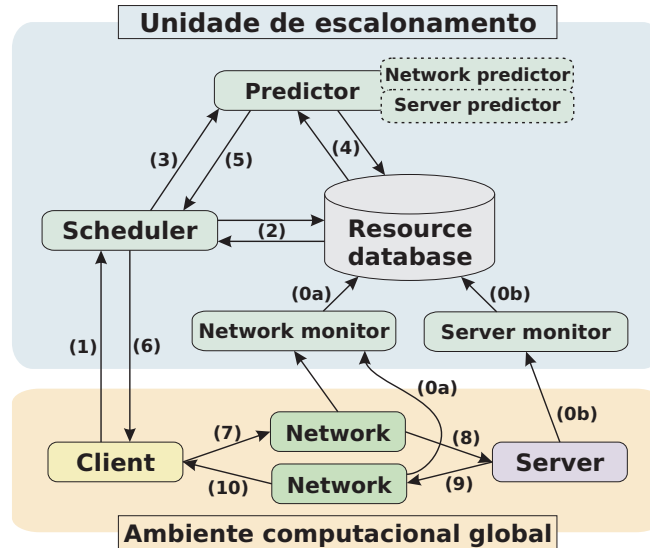 Unidade de escalonamento
Network predictor
Predictor
Server predictor
(3)
(5)
(4)
Scheduler
(2)
Resource
database
(0a)
(0b)
Network monitor
Server monitor
(1)
(6)
(0a)
(0b)
(7)
Network
(8)
Client
Server
(10)
Network
(9)
Ambiente computacional global